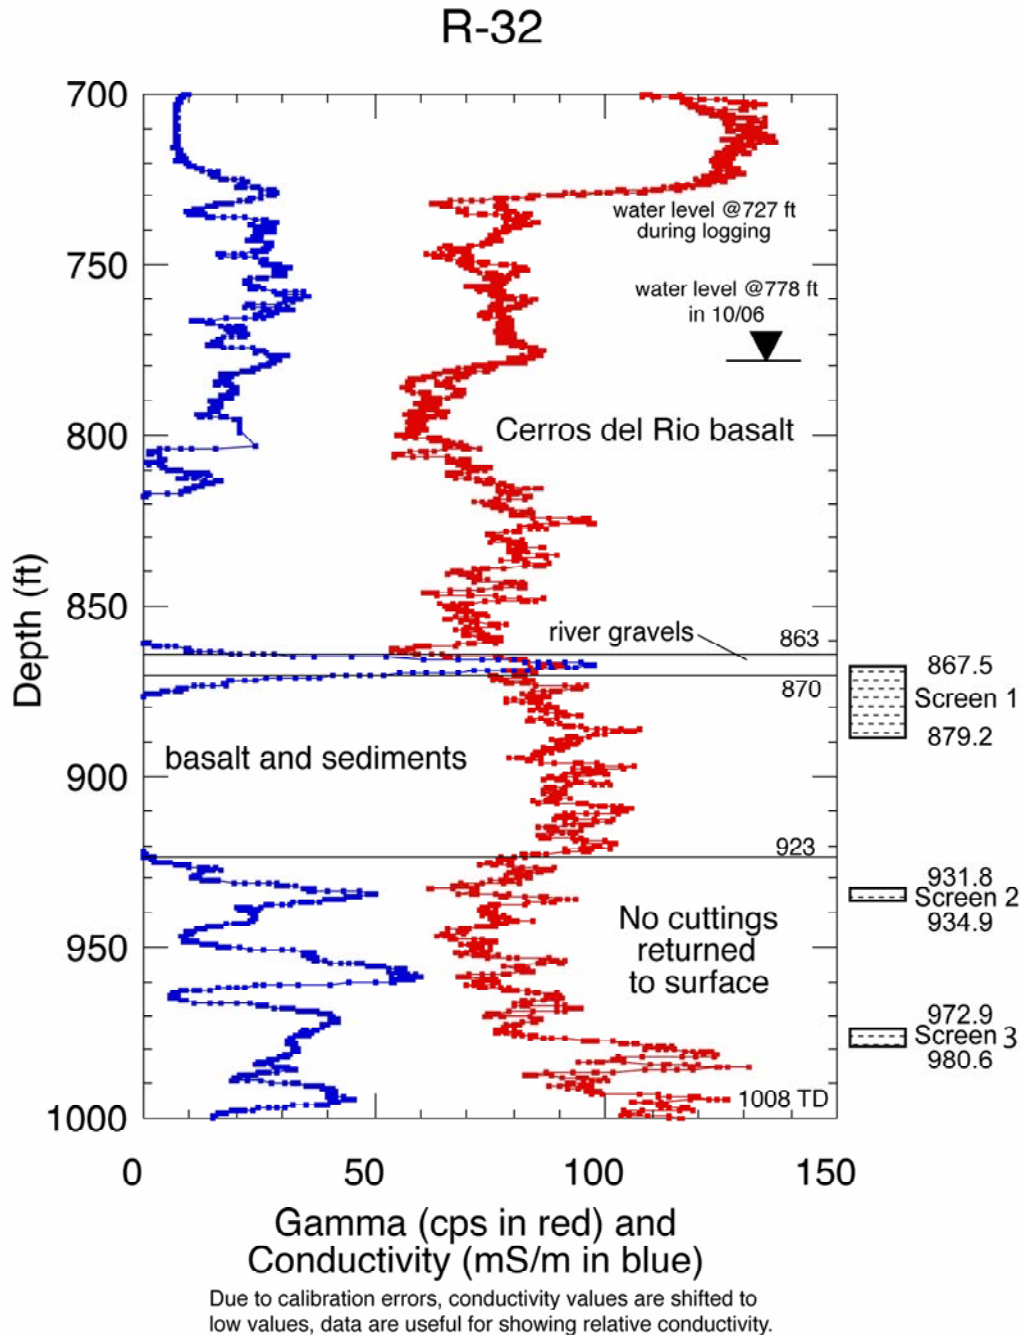 R-32
700
750
800
850
900
950
1000
Depth (ft)
water level @727 ft
during logging
water level @778 ft
in 10/06
Cerros del Rio basalt
river gravels
863
870
basalt and sediments
923
No cuttings
returned
to surface
1008 TD
867.5
Screen 1
879.2
931.8
Screen 2
934.9
972.9
Screen 3
980.6
0
50
100
150
Gamma (cps in red) and
Conductivity (mS/m in blue)
Due to calibration errors, conductivity values are shifted to
low values, data are useful for showing relative conductivity.